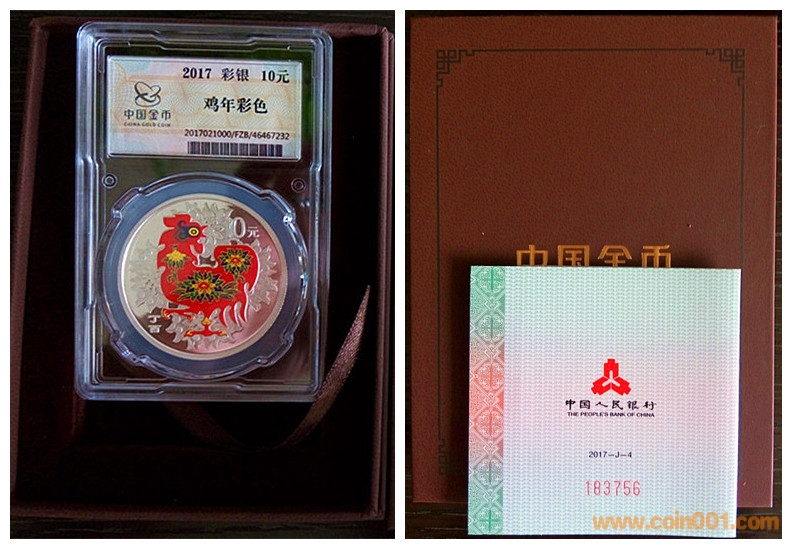 2017 彩银 10元
鸡年彩色
中国金币
CHINA GOLD COIN
2017021000/FZB/46467232
10元
丁酉
中国金币
中国人民银行
THE PEOPLE'S BANK OF CHINA
2017-J-4
183756
www.coin001.com